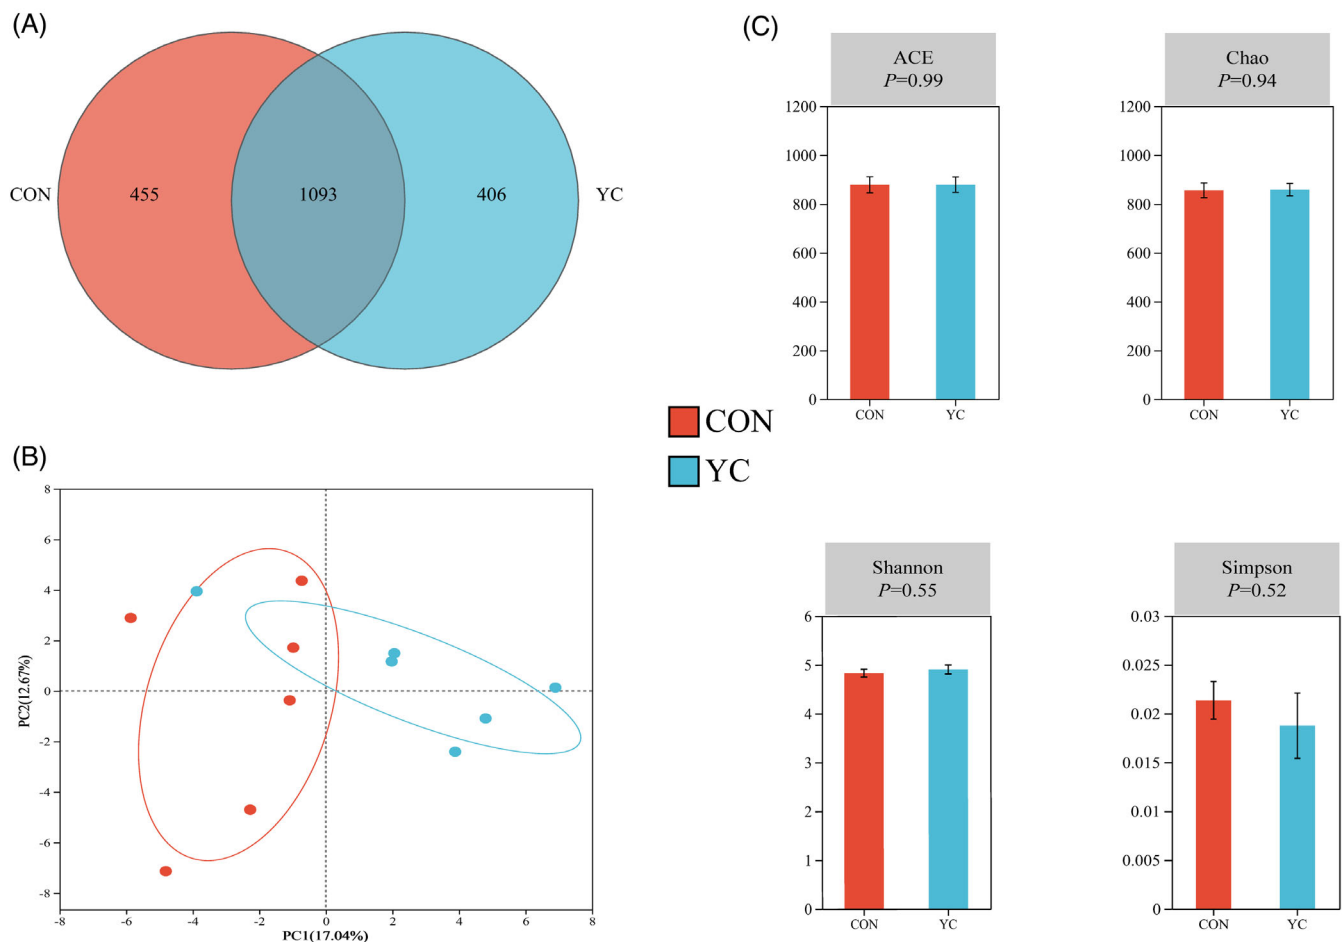 (A)
CON
455
1093
406
YC
(B)
8
6
4
2
0
-2
-4
-6
-8
PC2(12.67%)
-8
-6
-4
-2
0
2
4
6
8
PC1(17.04%)
CON
YC
(C)
ACE
P=0.99
1200
1000
800
600
400
200
0
CON
YC
Chao
P=0.94
1200
1000
800
600
400
200
0
CON
YC
Shannon
P=0.55
6
5
4
3
2
1
0
CON
YC
Simpson
P=0.52
0.03
0.025
0.02
0.015
0.01
0.005
0
CON
YC